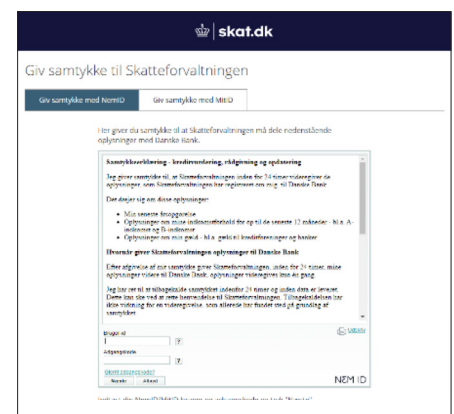 skat.dk
Giv samtykke til Skatteforvaltningen
Giv samtykke med NemID
Giv samtykke med MitID
Her giver du samtykke til at Skatteforvaltningen må dele nedenstående
oplysninger med Danske Bank.
Samtykkeerklæring - kreditvurdering, rådgivning og opdatering
Jeg giver samtykke til, at Skatteforvaltningen inden for 24 timer videregiver de
oplysninger, som Skatteforvaltningen har registreret om mig, til Danske Bank
Det drejer sig om disse oplysninger:
Min seneste årsopgørelse
Oplysninger om mine indkomstforhold for op til de seneste 12 måneder - bl.a. A-
indkomst og B-indkomst
Oplysninger om min gæld - bl.a. gæld til kreditforeninger og banker
Hvornår giver Skatteforvaltningen oplysninger til Danske Bank
Efter afgivelse af mit samtykke giver Skatteforvaltningen, inden for 24 timer, mine
oplysninger videre til Danske Bank, oplysninger videregives kun én gang.
Jeg har ret til at tilbagekalde samtykket indenfor 24 timer og inden data er leveret.
Dette kan ske ved at rette henvendelse til Skatteforvaltningen. Tilbagekaldelsen har
ikke virkning for en videregivelse, som allerede har fundet sted på grundlag af
samtykket
Bruger-id
Udskriv
?
Adgangskode
?
Glemt adgangskode?
Næste
Afbryd
NEM ID